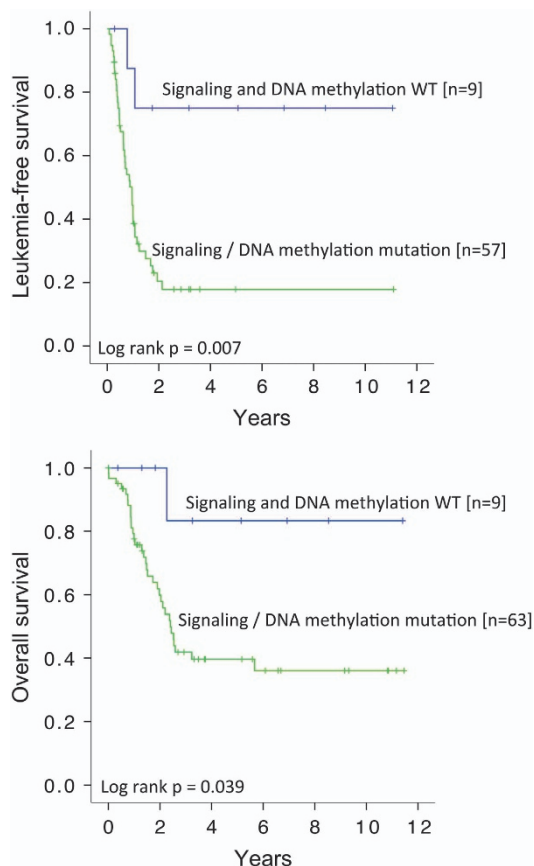 1.0
Signaling and DNA methylation WT [n=9]
0.8
0.6
0.4
Signaling / DNA methylation mutation [n=57]
0.2
0.0
Log rank p = 0.007
Leukemia-free survival
0 2 4 6 8 10 12
Years
1.0
Signaling and DNA methylation WT [n=9]
0.8
0.6
Signaling / DNA methylation mutation [n=63]
0.4
0.2
0.0
Log rank p = 0.039
Overall survival
0 2 4 6 8 10 12
Years